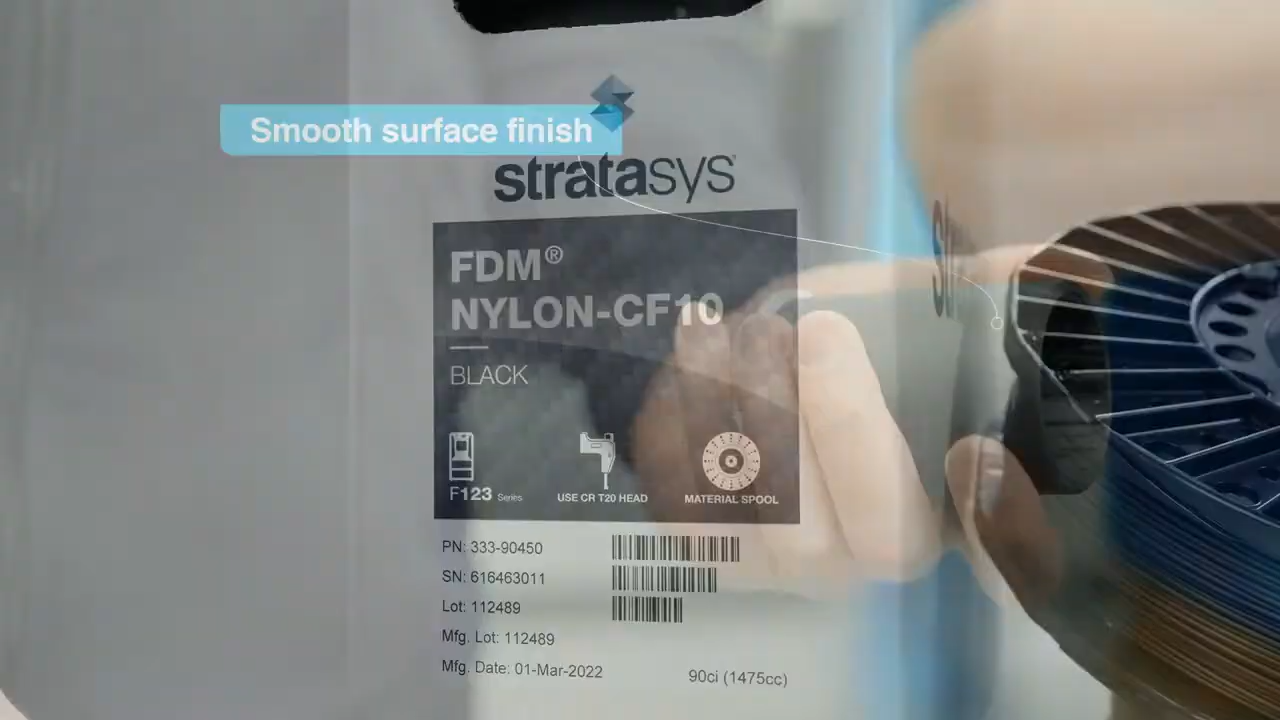 Smooth surface finish
stratasys
FDM®
NYLON-CF10
BLACK
F123 Series
USE CR T20 HEAD
MATERIAL SPOOL
PN: 333-90450
SN: 616463011
Lot: 112489
Mfg. Lot: 112489
Mfg. Date: 01-Mar-2022
90ci (1475cc)